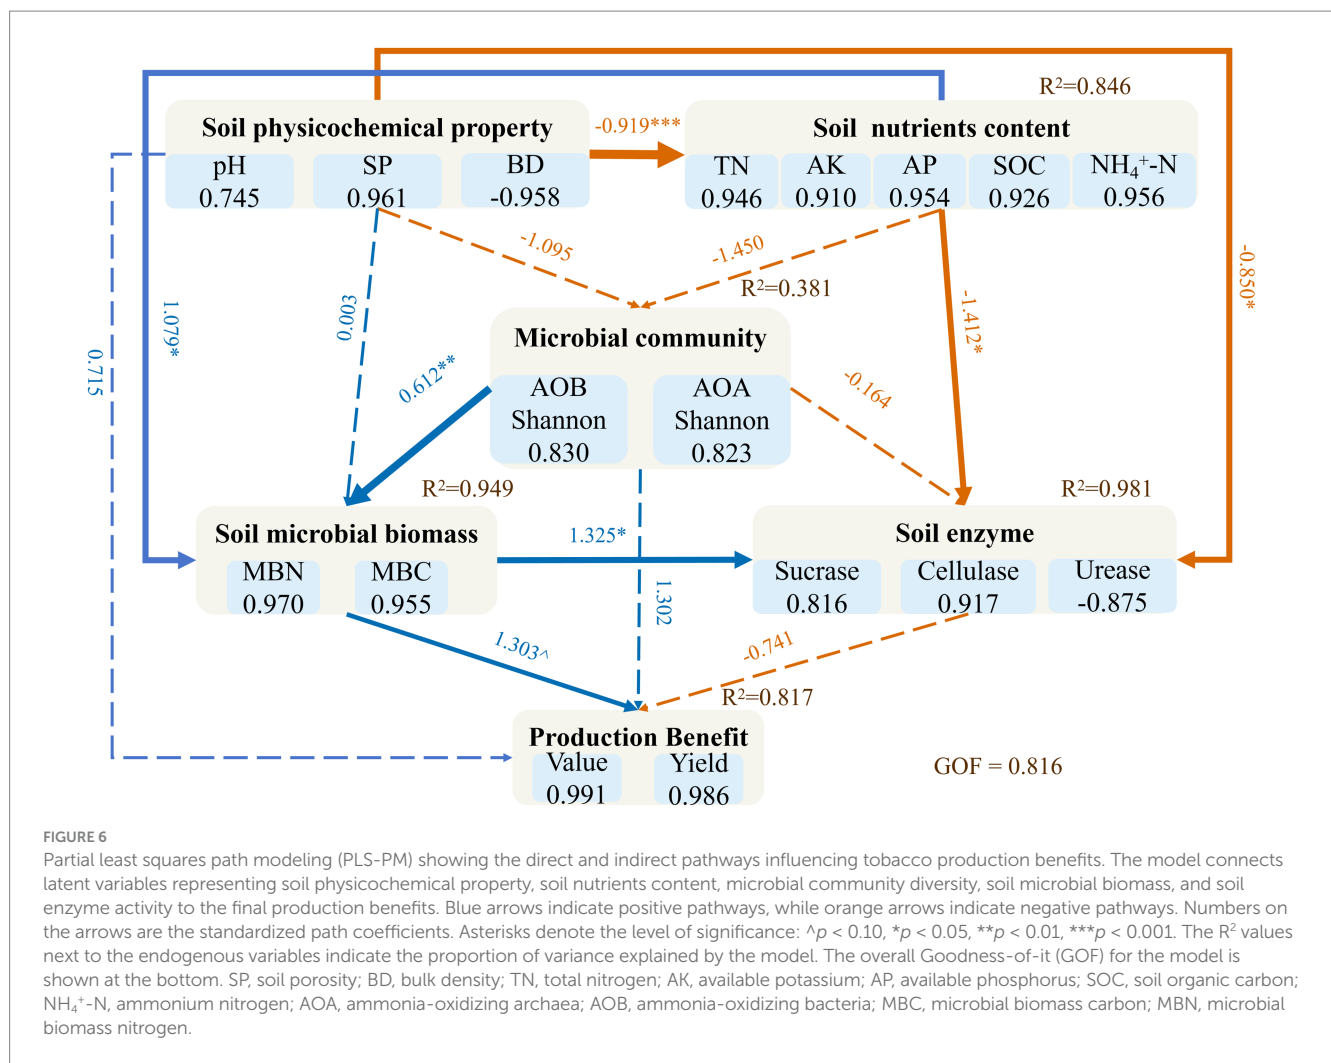 R²=0.846
Soil physicochemical property
-0.919***
Soil nutrients content
pH
0.745
SP
0.961
BD
-0.958
TN
0.946
AK
0.910
AP
0.954
SOC
0.926
NH₄⁺-N
0.956
-1.095
-1.450
R²=0.381
-0.850*
1.079*
0.715
0.003
-1.412*
Microbial community
0.612**
-0.164
AOB
Shannon
0.830
AOA
Shannon
0.823
R²=0.949
R²=0.981
Soil microbial biomass
1.325*
Soil enzyme
MBN
0.970
MBC
0.955
Sucrase
0.816
Cellulase
0.917
Urease
-0.875
1.302
1.303^
-0.741
R²=0.817
Production Benefit
Value
0.991
Yield
0.986
GOF = 0.816
FIGURE 6
Partial least squares path modeling (PLS-PM) showing the direct and indirect pathways influencing tobacco production benefits. The model connects
latent variables representing soil physicochemical property, soil nutrients content, microbial community diversity, soil microbial biomass, and soil
enzyme activity to the final production benefits. Blue arrows indicate positive pathways, while orange arrows indicate negative pathways. Numbers on
the arrows are the standardized path coefficients. Asterisks denote the level of significance: ^p < 0.10, *p < 0.05, **p < 0.01, ***p < 0.001. The R² values
next to the endogenous variables indicate the proportion of variance explained by the model. The overall Goodness-of-it (GOF) for the model is
shown at the bottom. SP, soil porosity; BD, bulk density; TN, total nitrogen; AK, available potassium; AP, available phosphorus; SOC, soil organic carbon;
NH₄⁺-N, ammonium nitrogen; AOA, ammonia-oxidizing archaea; AOB, ammonia-oxidizing bacteria; MBC, microbial biomass carbon; MBN, microbial
biomass nitrogen.